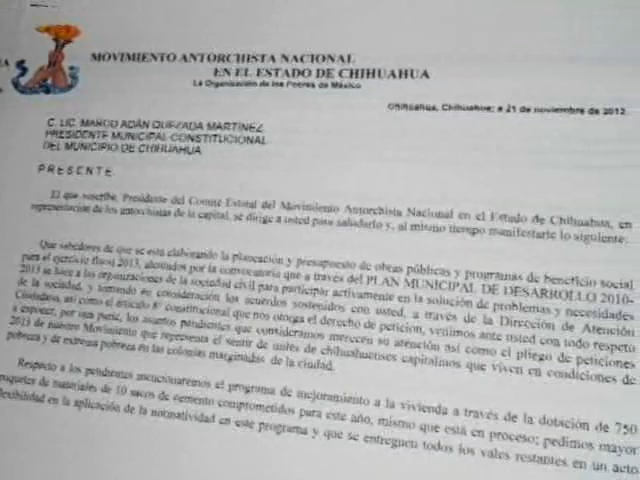 MOVIMIENTO ANTORCHISTA NACIONAL
EN EL ESTADO DE CHIHUAHUA
La Organización de los Pobres de México
Chihuahua, Chihuahua; a 21 de noviembre de 2012.
C. LIC. MARCO ADÁN QUEZADA MARTÍNEZ
PRESIDENTE MUNICIPAL CONSTITUCIONAL
DEL MUNICIPIO DE CHIHUAHUA
PRESENTE
El que suscribe, Presidente del Comité Estatal del Movimiento Antorchista Nacional en el Estado de Chihuahua, en
representación de los antorchistas de la capital, se dirige a usted para saludarlo y, al mismo tiempo manifestarle lo siguiente:
Que sabedores de que se está elaborando la planeación y presupuesto de obras públicas y programas de beneficio social
para el ejercicio fiscal 2013, alentados por la convocatoria que a través del PLAN MUNICIPAL DE DESARROLLO 2010-
2013 se hace a las organizaciones de la sociedad civil para participar activamente en la solución de problemas y necesidades
de la sociedad, y tomando en consideración los acuerdos sostenidos con usted, a través de la Dirección de Atención
Ciudadana, así como el artículo 8° constitucional que nos otorga el derecho de petición, venimos ante usted con todo respeto
a exponer, por una parte, los asuntos pendientes que consideramos merecen su atención así como el pliego de peticiones
2013 de nuestro Movimiento que representa el sentir de miles de chihuahuenses capitalinos que viven en condiciones de
pobreza y de extrema pobreza en las colonias marginadas de la ciudad.
Respecto a los pendientes mencionaremos el programa de mejoramiento a la vivienda a través de la dotación de 750
paquetes de materiales de 10 sacos de cemento comprometidos para este año, mismo que está en proceso; pedimos mayor
flexibilidad en la aplicación de la normatividad en este programa y que se entreguen todos los vales restantes en un acto